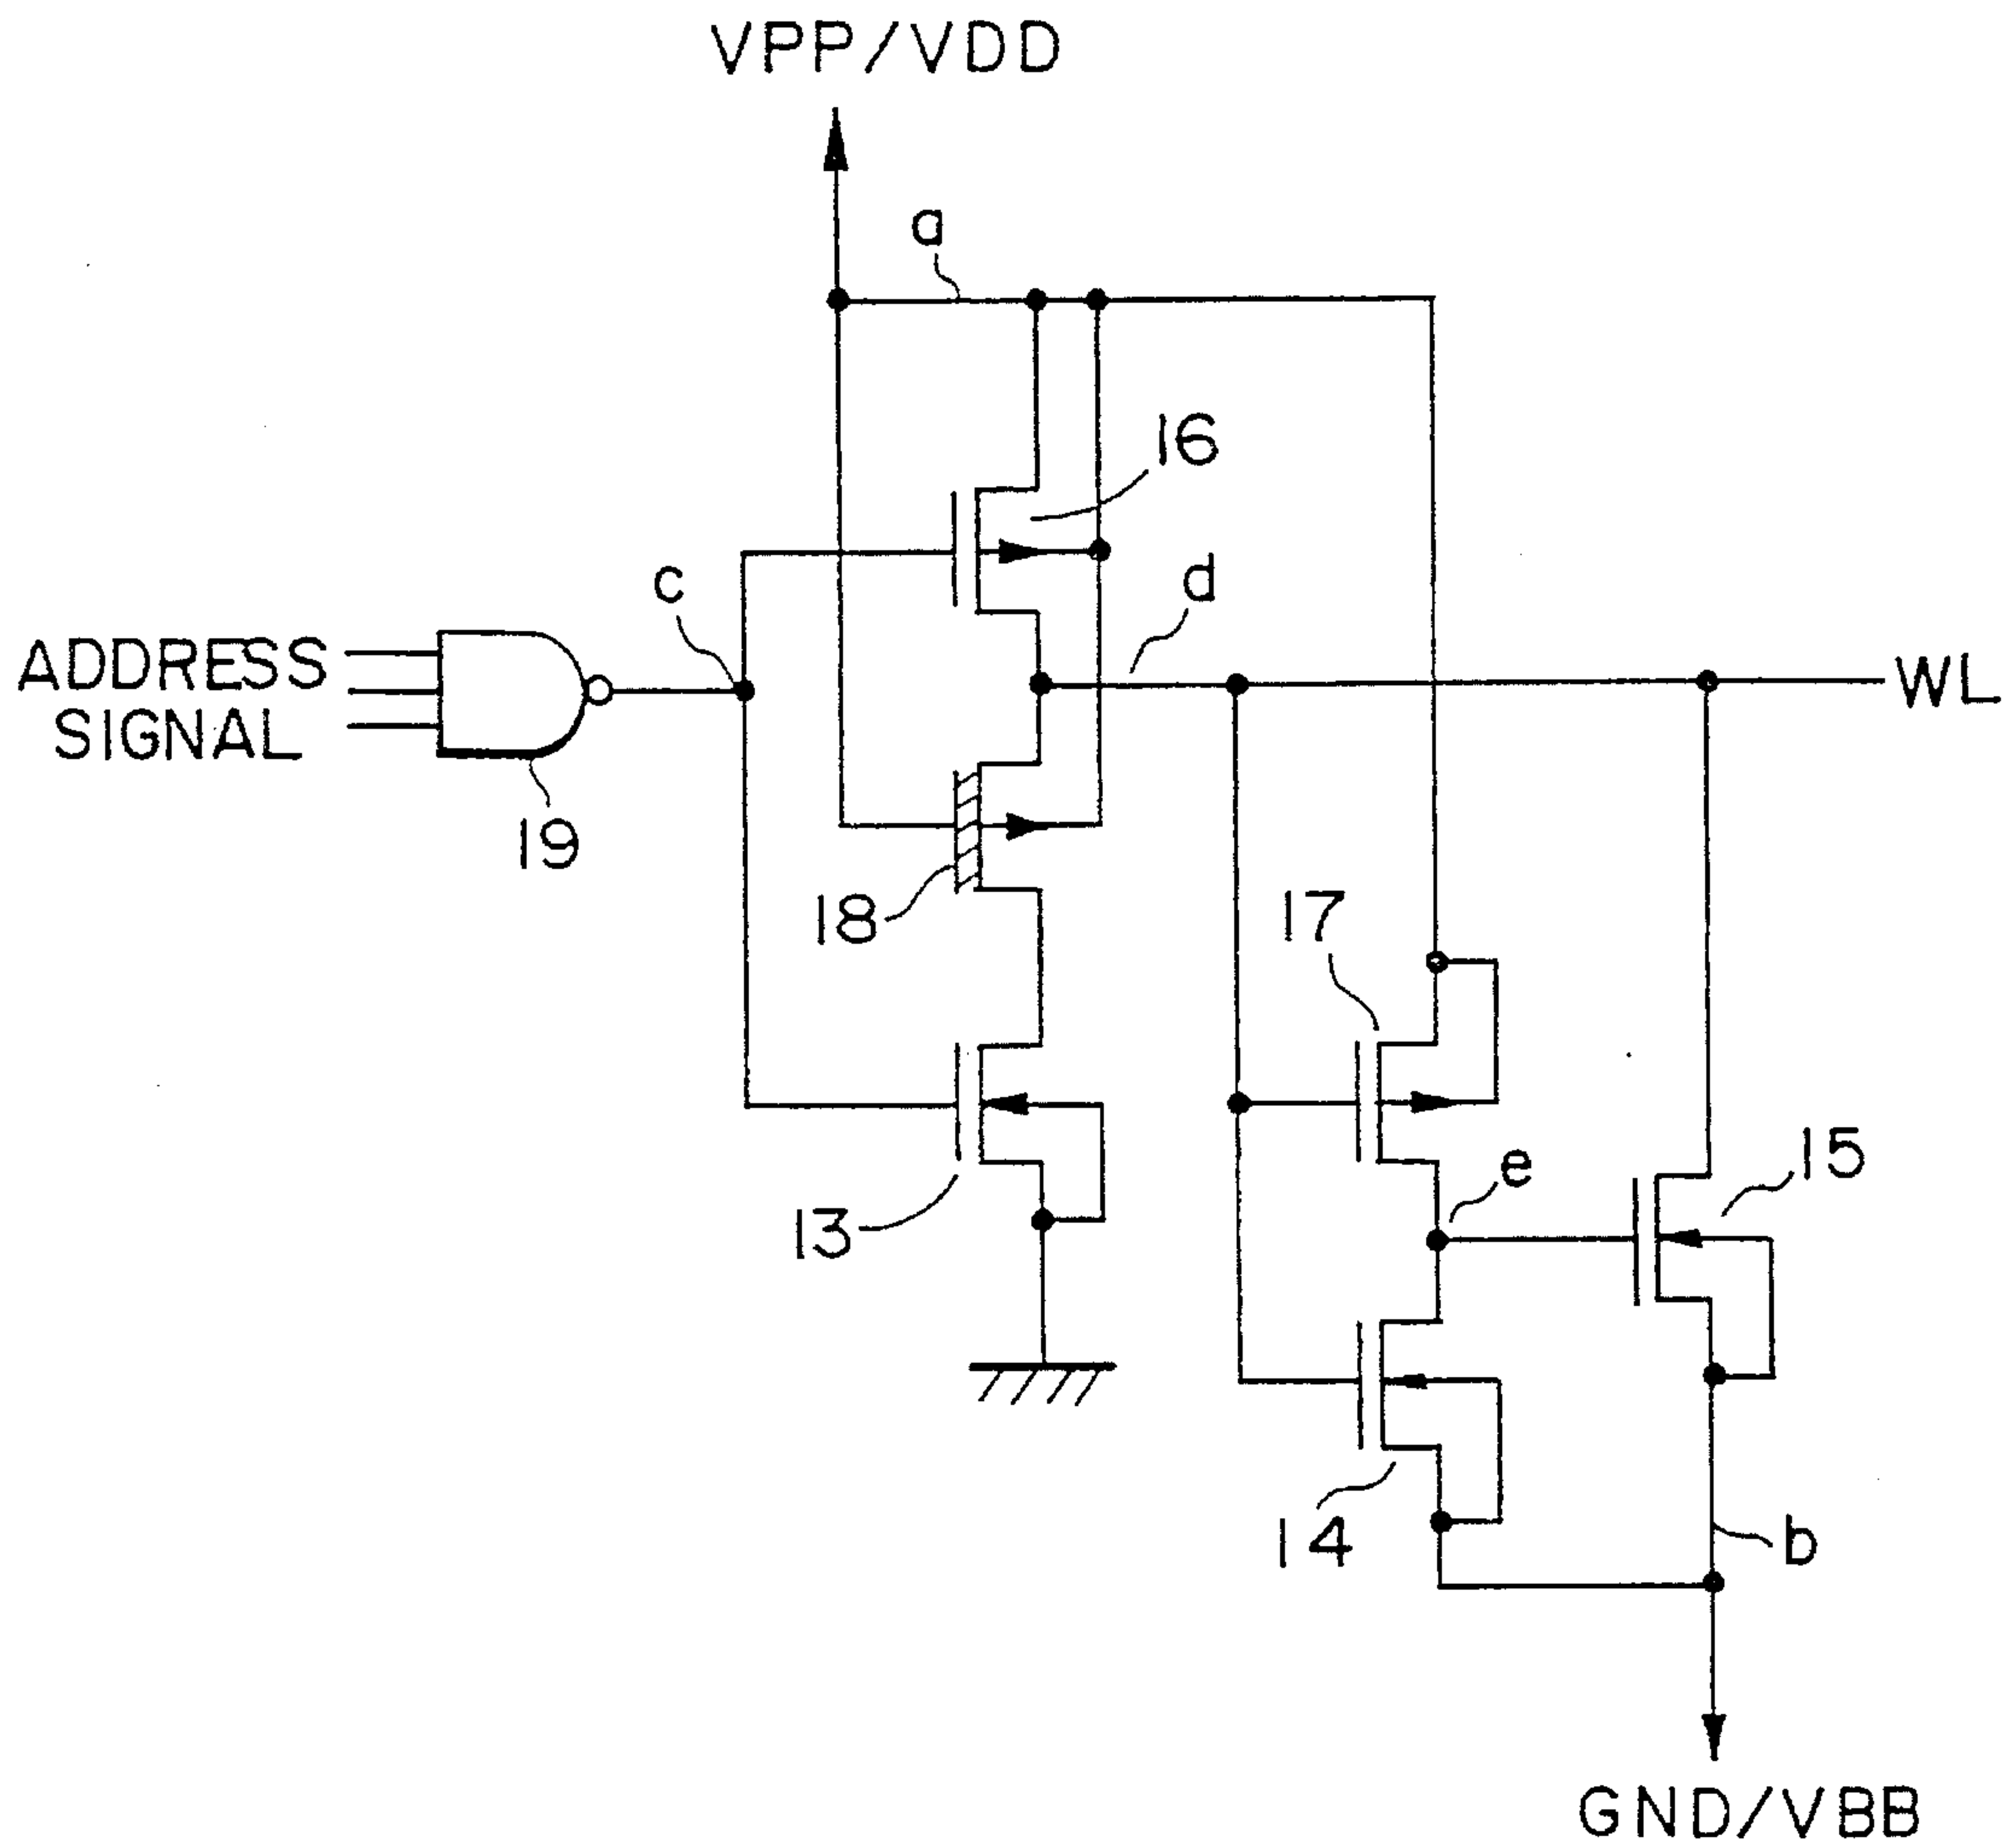 VPP/VDD
a
16
c
d
ADDRESS
SIGNAL
WL
19
18
17
e
15
13
14
b
GND/VBB